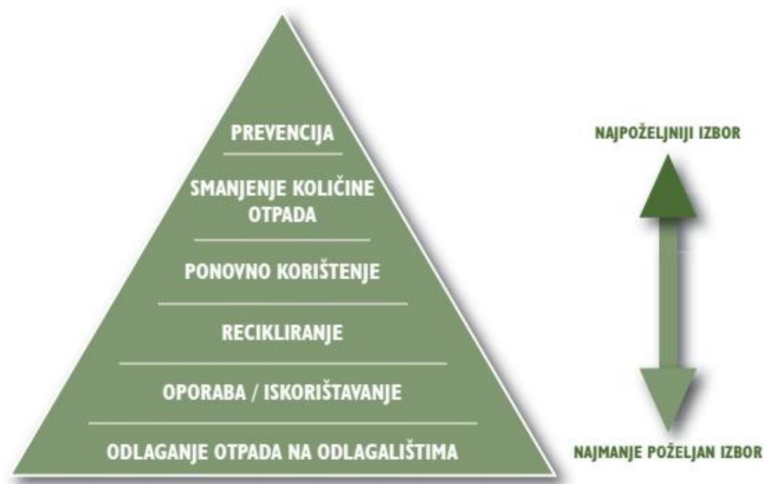 PREVENCIJA
SMANJENJE KOLIČINE
OTPADA
PONOVNO KORIŠTENJE
RECIKLIRANJE
OPORABA / ISKORIŠTAVANJE
ODLAGANJE OTPADA NA ODLAGALIŠTIMA
NAJPOŽELJNIJI IZBOR
NAJMANJE POŽELJAN IZBOR